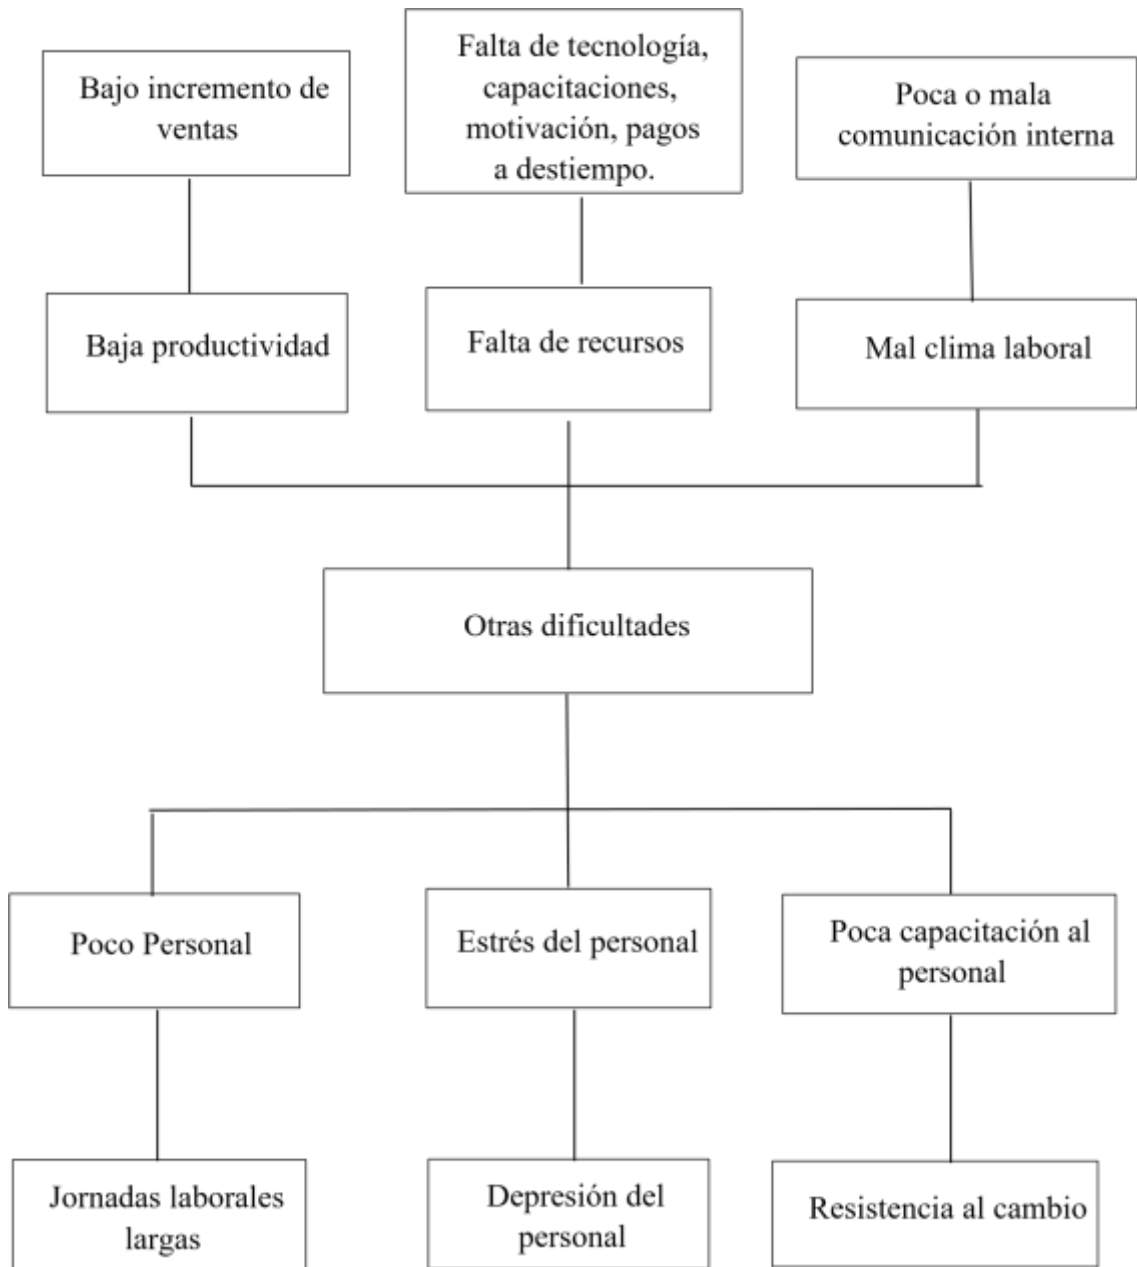 Bajo incremento de
ventas
Falta de tecnología,
capacitaciones,
motivación, pagos
a destiempo.
Poca o mala
comunicación interna
Baja productividad
Falta de recursos
Mal clima laboral
Otras dificultades
Poco Personal
Estrés del personal
Poca capacitación al
personal
Jornadas laborales
largas
Depresión del
personal
Resistencia al cambio